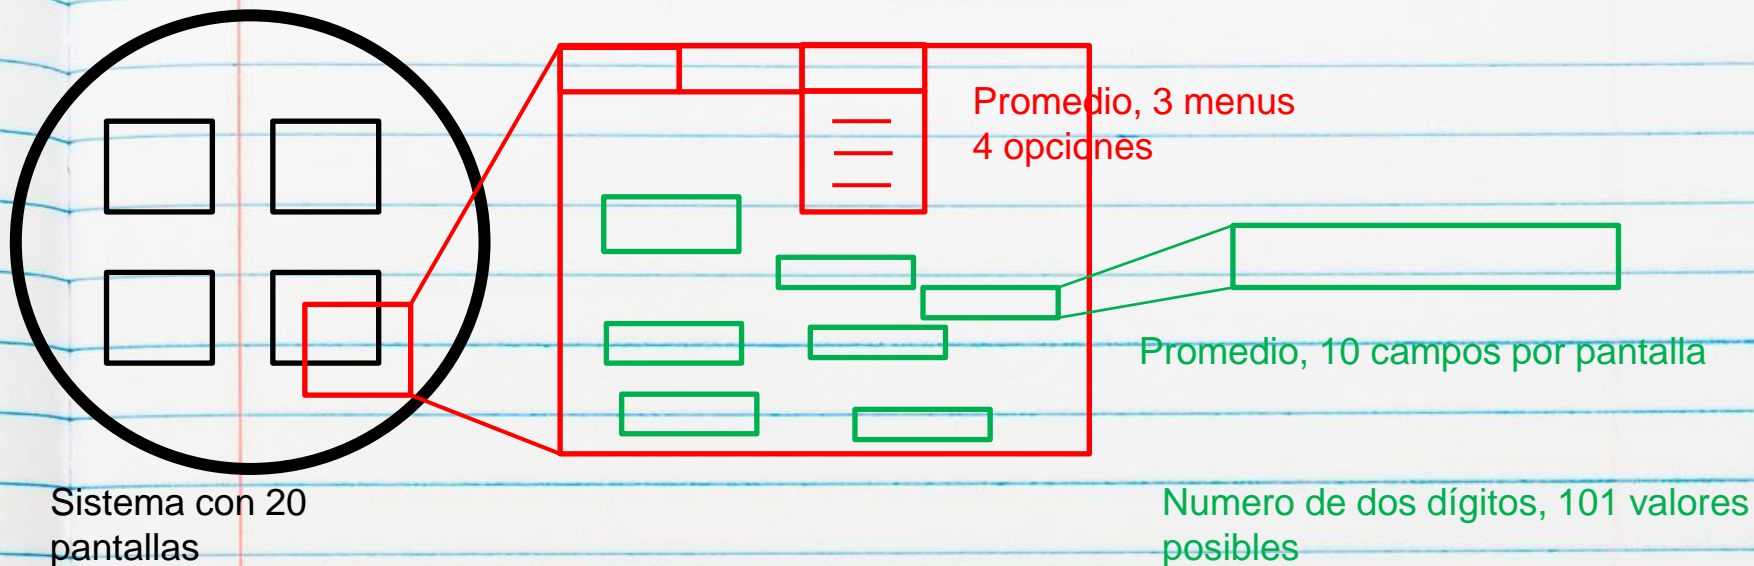 Promedio, 3 menus
4 opciones
Promedio, 10 campos por pantalla
Sistema con 20
pantallas
Numero de dos dígitos, 101 valores
posibles